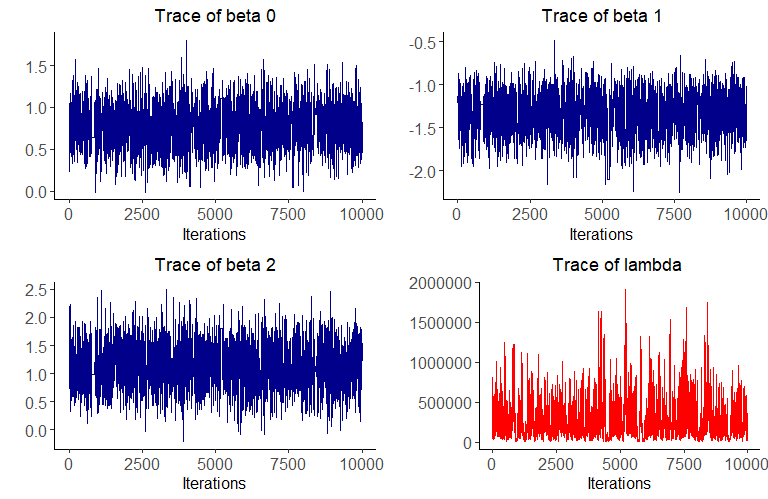 Trace of beta 0
1.5
1.0
0.5
0.0
0 2500 5000 7500 10000
Iterations
Trace of beta 1
-0.5
-1.0
-1.5
-2.0
0 2500 5000 7500 10000
Iterations
Trace of beta 2
2.5
2.0
1.5
1.0
0.5
0.0
0 2500 5000 7500 10000
Iterations
Trace of lambda
2000000
1500000
1000000
500000
0
0 2500 5000 7500 10000
Iterations